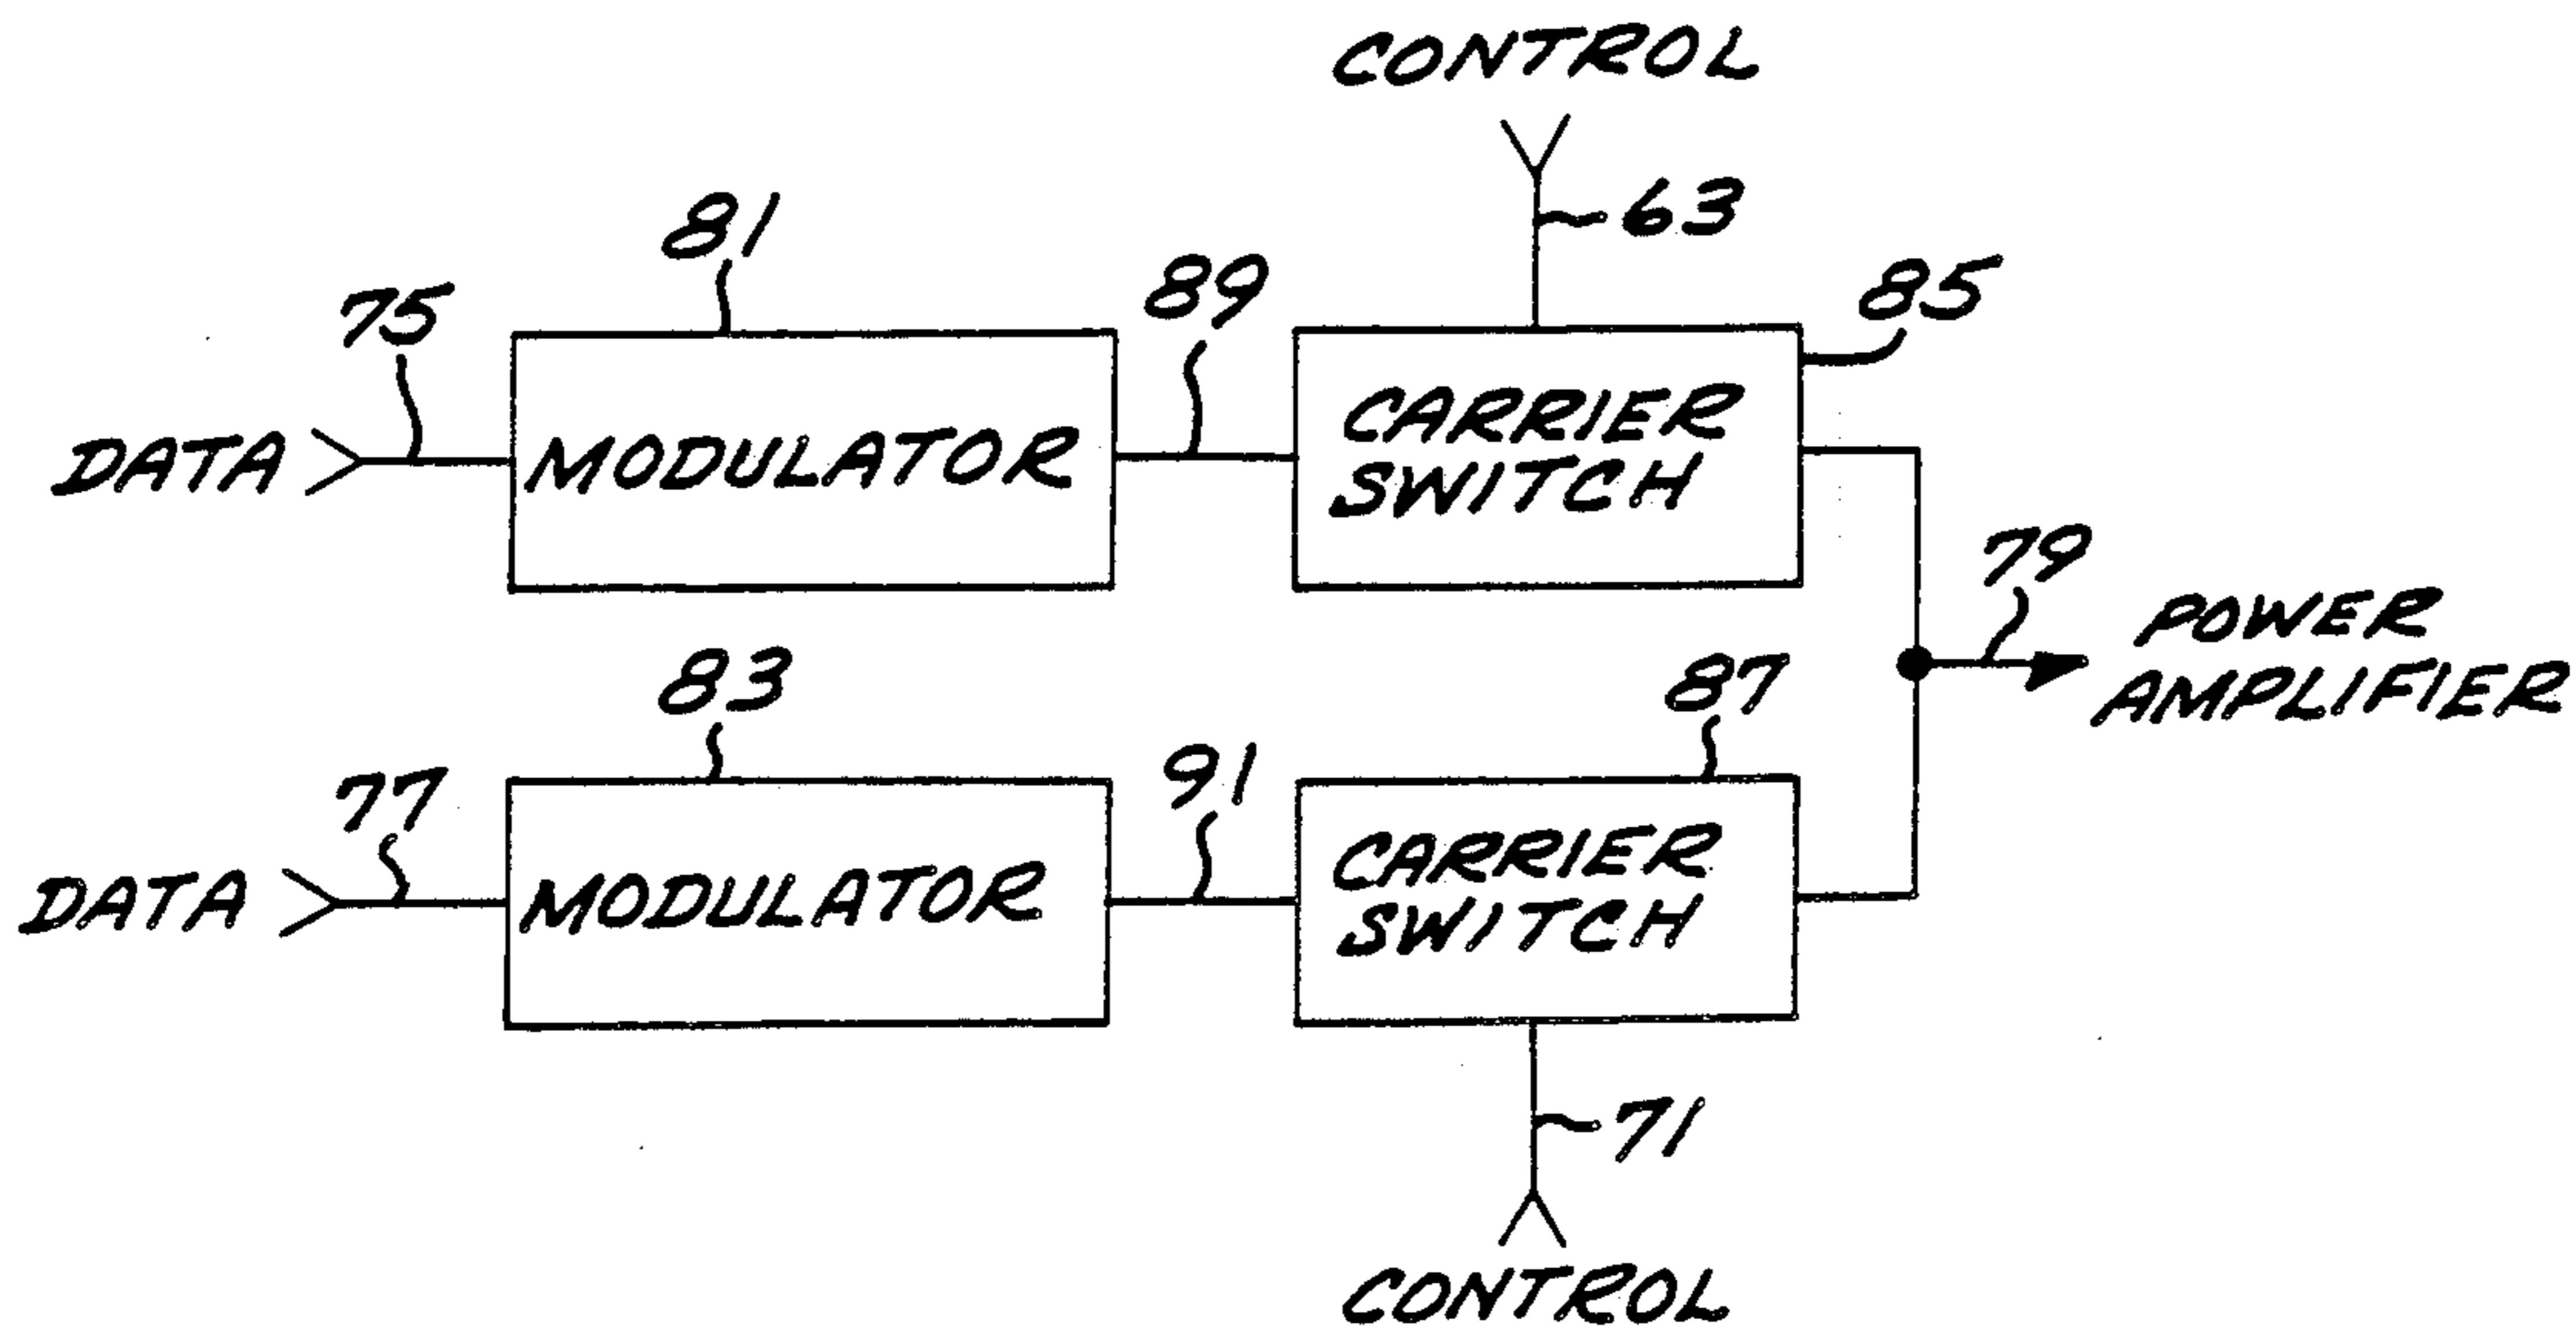 CONTROL
63
81
89
85
75
DATA
MODULATOR
CARRIER
SWITCH
79
POWER
AMPLIFIER
83
87
91
77
DATA
MODULATOR
CARRIER
SWITCH
71
CONTROL